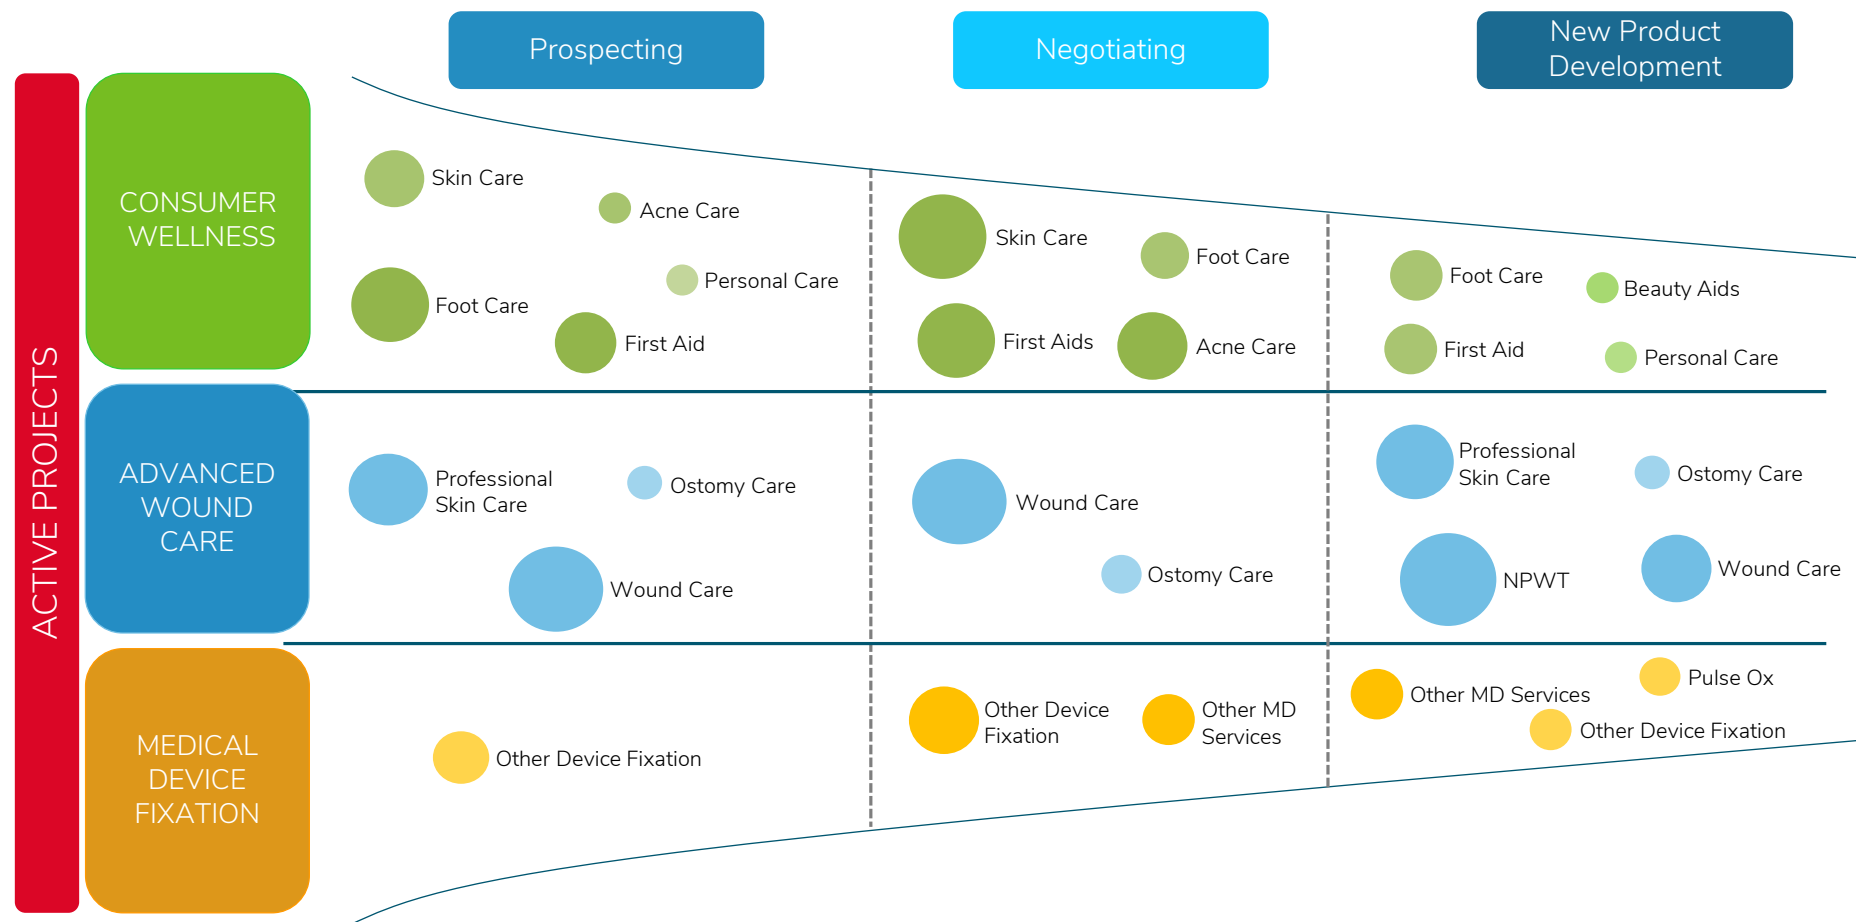 Prospecting
Negotiating
New Product
Development
ACTIVE PROJECTS
CONSUMER
WELLNESS
Skin Care
Acne Care
Personal Care
Foot Care
First Aid
Skin Care
Foot Care
First Aids
Acne Care
Foot Care
Beauty Aids
First Aid
Personal Care
ADVANCED
WOUND
CARE
Professional
Skin Care
Ostomy Care
Wound Care
Wound Care
Ostomy Care
Professional
Skin Care
Ostomy Care
NPWT
Wound Care
MEDICAL
DEVICE
FIXATION
Other Device Fixation
Other Device
Fixation
Other MD
Services
Other MD Services
Pulse Ox
Other Device Fixation